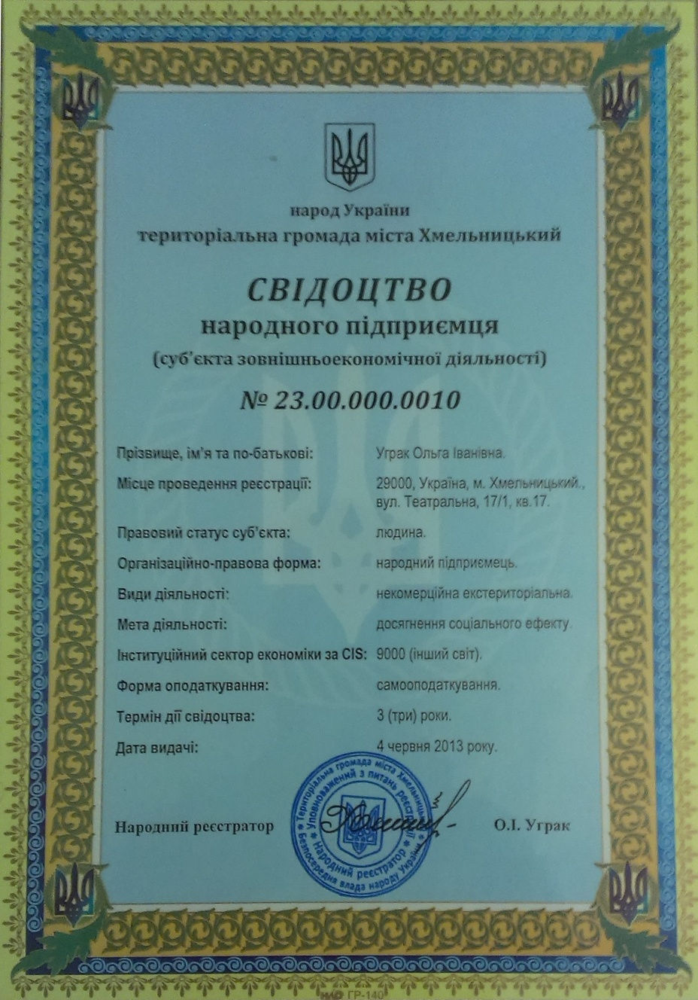 народ України
територіальна громада міста Хмельницький
СВІДОЦТВО
народного підприємця
(суб'єкта зовнішньоекономічної діяльності)
№ 23.00.000.0010
Прізвище, ім'я та по-батькові: Уграк Ольга Іванівна.
Місце проведення реєстрації: 29000, Україна, м. Хмельницький.,
вул. Театральна, 17/1, кв.17.
Правовий статус суб'єкта: людина.
Організаційно-правова форма: народний підприємець.
Види діяльності: некомерційна екстериторіальна.
Мета діяльності: досягнення соціального ефекту.
Інституційний сектор економіки за CIS: 9000 (інший світ).
Форма оподаткування: самооподаткування.
Термін дії свідоцтва: 3 (три) роки.
Дата видачі: 4 червня 2013 року.
Народний реєстратор О.І. Уграк
територіальна громада міста Хмельницький
Безпосередня влада народу України
Уповноважений з питань реєстрації
Народний реєстратор
ГР-140